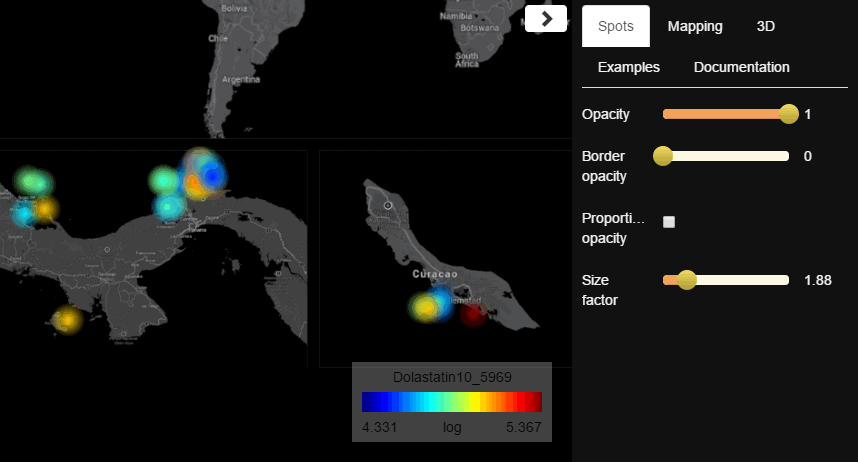 Bolivia
Chile
Argentina
Namibia
Botswana
South
Africa
Panama
Curacao
Dolastatin10_5969
4.331 log 5.367
Spots Mapping 3D
Examples Documentation
Opacity 1
Border
opacity 0
Proporti...
opacity
Size
factor 1.88